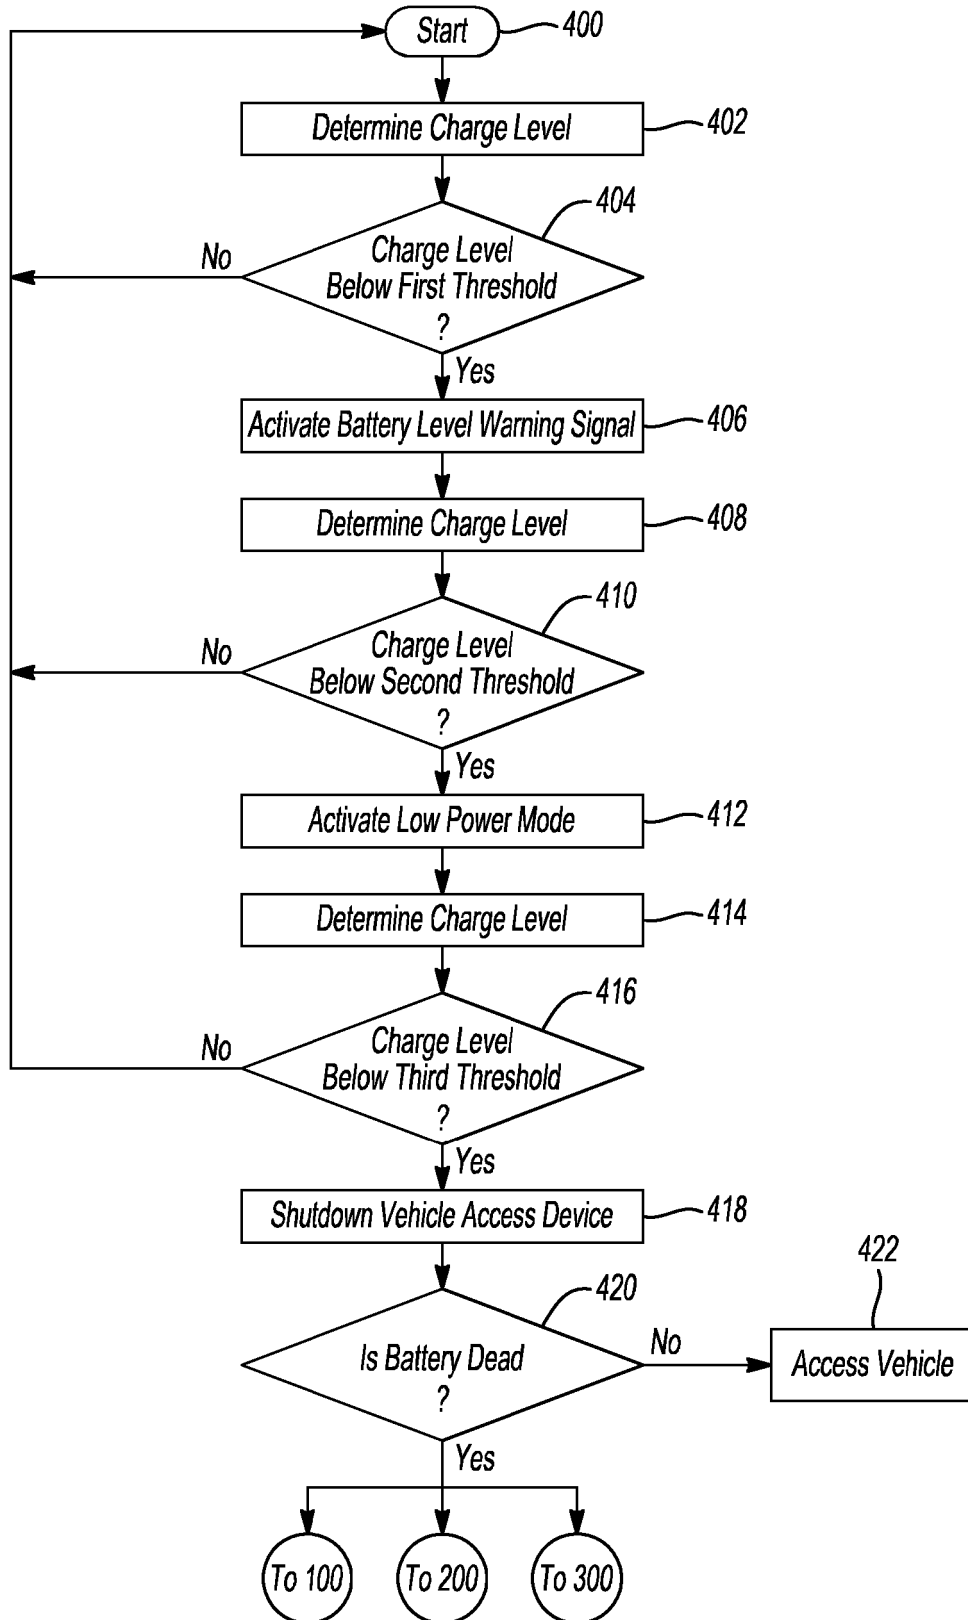 Start
400
Determine Charge Level
402
404
Charge Level
Below First Threshold
?
No
Yes
Activate Battery Level Warning Signal
406
Determine Charge Level
408
410
Charge Level
Below Second Threshold
?
No
Yes
Activate Low Power Mode
412
Determine Charge Level
414
416
Charge Level
Below Third Threshold
?
No
Yes
Shutdown Vehicle Access Device
418
420
Is Battery Dead
?
No
422
Access Vehicle
Yes
To 100
To 200
To 300